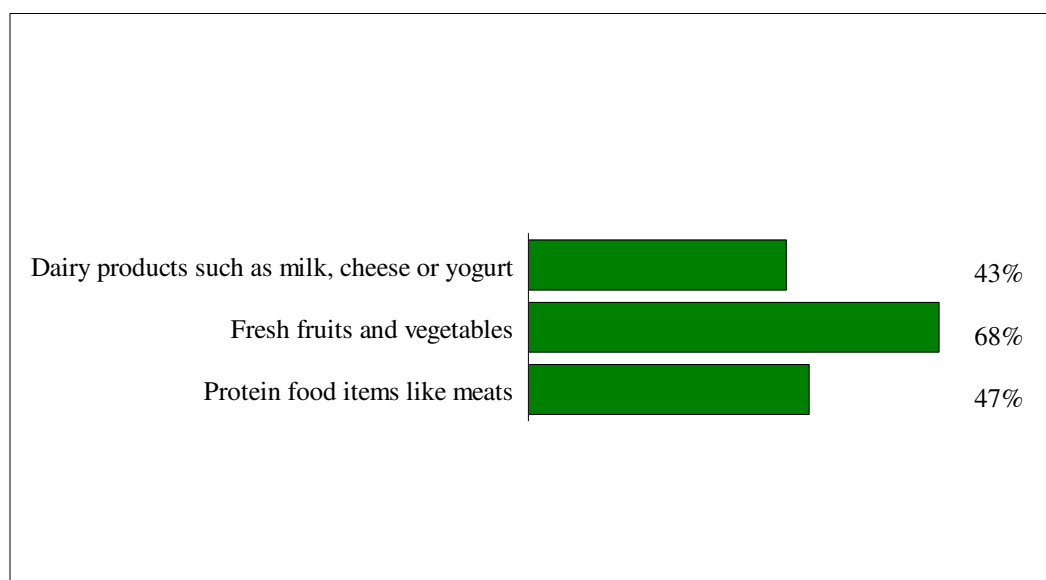 Dairy products such as milk, cheese or yogurt 43%
Fresh fruits and vegetables 68%
Protein food items like meats 47%